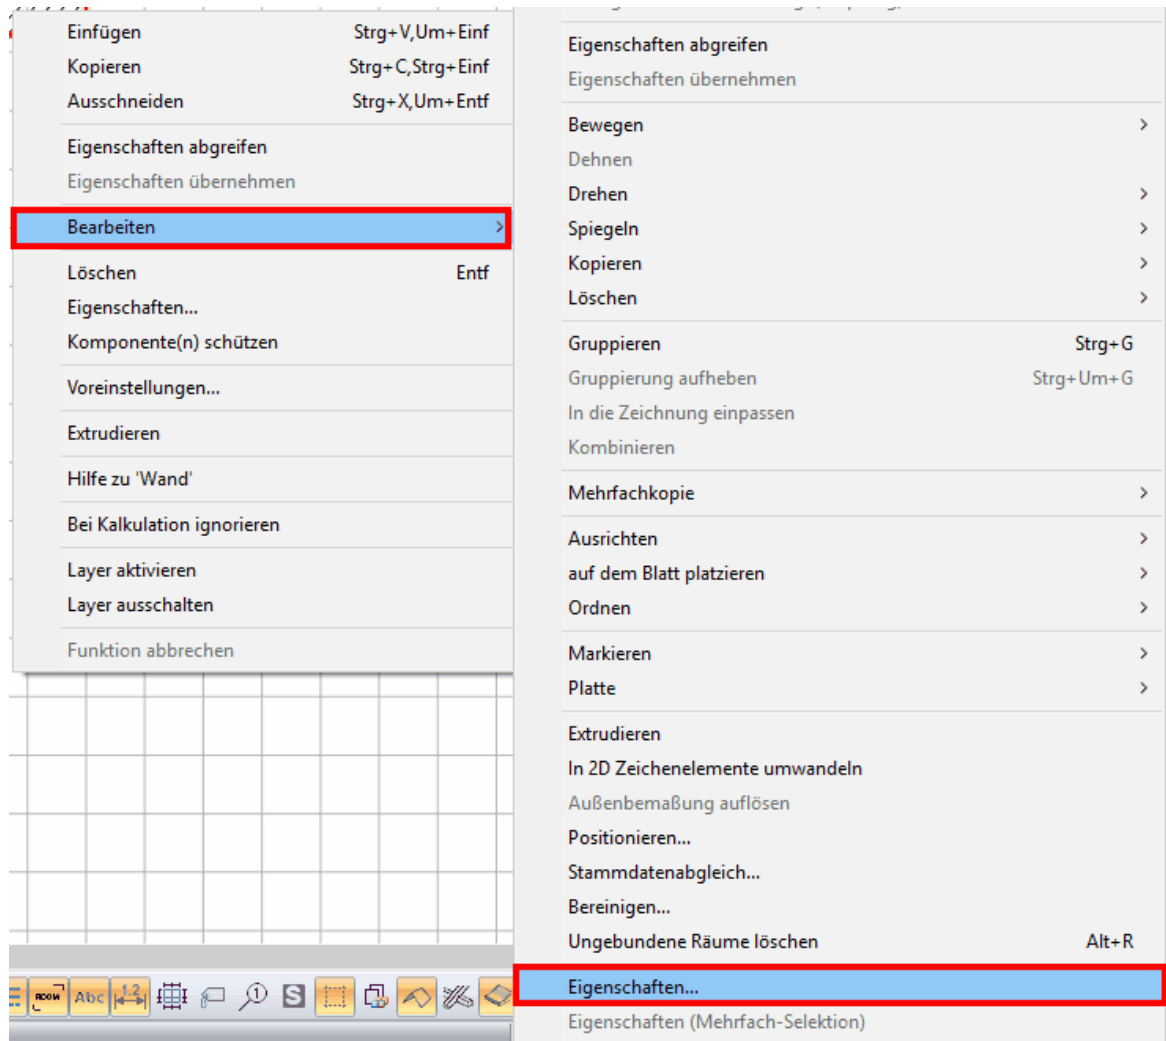 Einfügen Strg+V,Um+Einf
Kopieren Strg+C,Strg+Einf
Ausschneiden Strg+X,Um+Entf
Eigenschaften abgreifen
Eigenschaften übernehmen
Bearbeiten
Löschen Entf
Eigenschaften...
Komponente(n) schützen
Voreinstellungen...
Extrudieren
Hilfe zu 'Wand'
Bei Kalkulation ignorieren
Layer aktivieren
Layer ausschalten
Funktion abbrechen
Eigenschaften abgreifen
Eigenschaften übernehmen
Bewegen
Dehnen
Drehen
Spiegeln
Kopieren
Löschen
Gruppieren Strg+G
Gruppierung aufheben Strg+Um+G
In die Zeichnung einpassen
Kombinieren
Mehrfachkopie
Ausrichten
auf dem Blatt platzieren
Ordnen
Markieren
Platte
Extrudieren
In 2D Zeichenelemente umwandeln
Außenbemaßung auflösen
Positionieren...
Stammdatenabgleich...
Bereinigen...
Ungebundene Räume löschen Alt+R
Eigenschaften...
Eigenschaften (Mehrfach-Selektion)
ROOM Abc 1.2 1 S